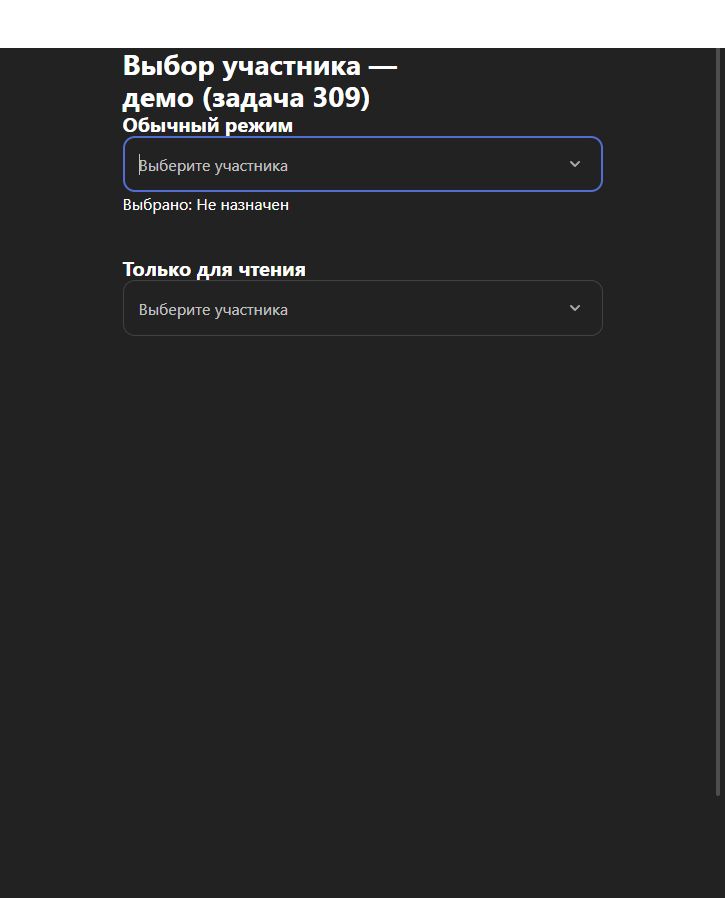 Выбор участника —
демо (задача 309)
Обычный режим
Выберите участника
Выбрано: Не назначен
Только для чтения
Выберите участника